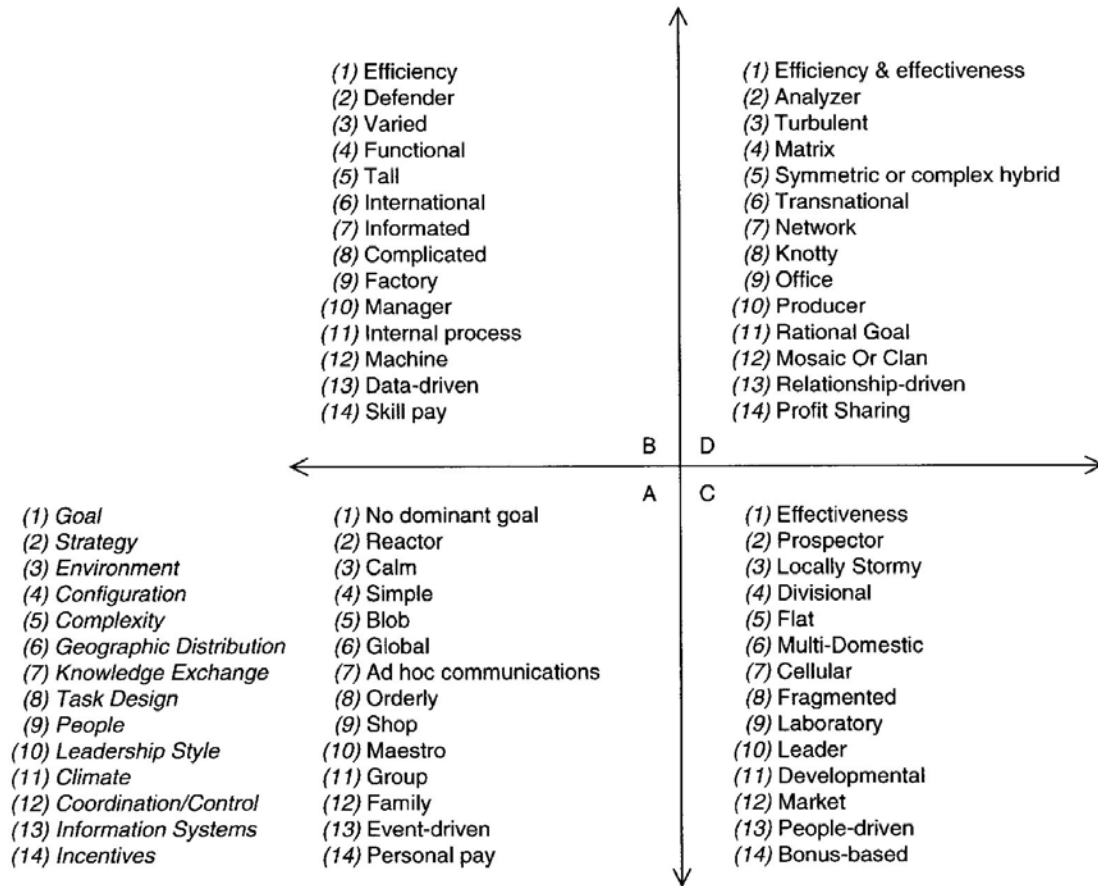 (1) Efficiency
(2) Defender
(3) Varied
(4) Functional
(5) Tall
(6) International
(7) Informated
(8) Complicated
(9) Factory
(10) Manager
(11) Internal process
(12) Machine
(13) Data-driven
(14) Skill pay
B
(1) Efficiency & effectiveness
(2) Analyzer
(3) Turbulent
(4) Matrix
(5) Symmetric or complex hybrid
(6) Transnational
(7) Network
(8) Knotty
(9) Office
(10) Producer
(11) Rational Goal
(12) Mosaic Or Clan
(13) Relationship-driven
(14) Profit Sharing
D
(1) Goal
(2) Strategy
(3) Environment
(4) Configuration
(5) Complexity
(6) Geographic Distribution
(7) Knowledge Exchange
(8) Task Design
(9) People
(10) Leadership Style
(11) Climate
(12) Coordination/Control
(13) Information Systems
(14) Incentives
A
(1) No dominant goal
(2) Reactor
(3) Calm
(4) Simple
(5) Blob
(6) Global
(7) Ad hoc communications
(8) Orderly
(9) Shop
(10) Maestro
(11) Group
(12) Family
(13) Event-driven
(14) Personal pay
C
(1) Effectiveness
(2) Prospector
(3) Locally Stormy
(4) Divisional
(5) Flat
(6) Multi-Domestic
(7) Cellular
(8) Fragmented
(9) Laboratory
(10) Leader
(11) Developmental
(12) Market
(13) People-driven
(14) Bonus-based